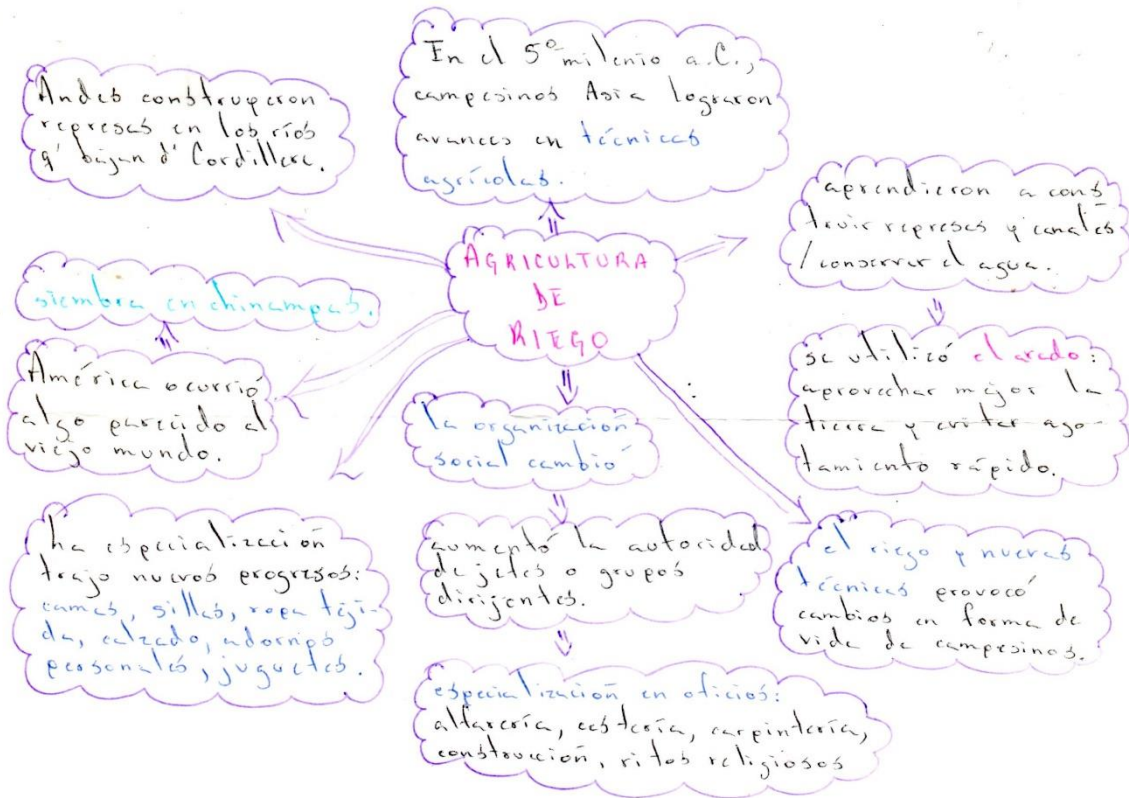 Andes construyeron
represas en los ríos
q' bajan d' Cordillera.
En el 5º milenio a.C.,
campesinos Asia lograron
avances en técnicas
agrícolas.
aprendieron a cons
truir represas y canales
/ conservar el agua.
AGRICULTURA
DE
RIEGO
siembra en chinampas.
América ocurrió
algo parecido al
viejo mundo.
se utilizó el arado:
aprovechar mejor la
tierra y evitar ago-
tamiento rápido.
la organización
social cambió
La especialización
trajo nuevos progresos:
camas, sillas, ropa teji-
da, calzado, adornos
personales, juguetes.
aumentó la autoridad
de jefes o grupos
dirijentes.
el riego y nuevas
técnicas provocó
cambios en forma de
vida de campesinos.
especialización en oficios:
alfarería, cestería, carpintería,
construcción, ritos religiosos